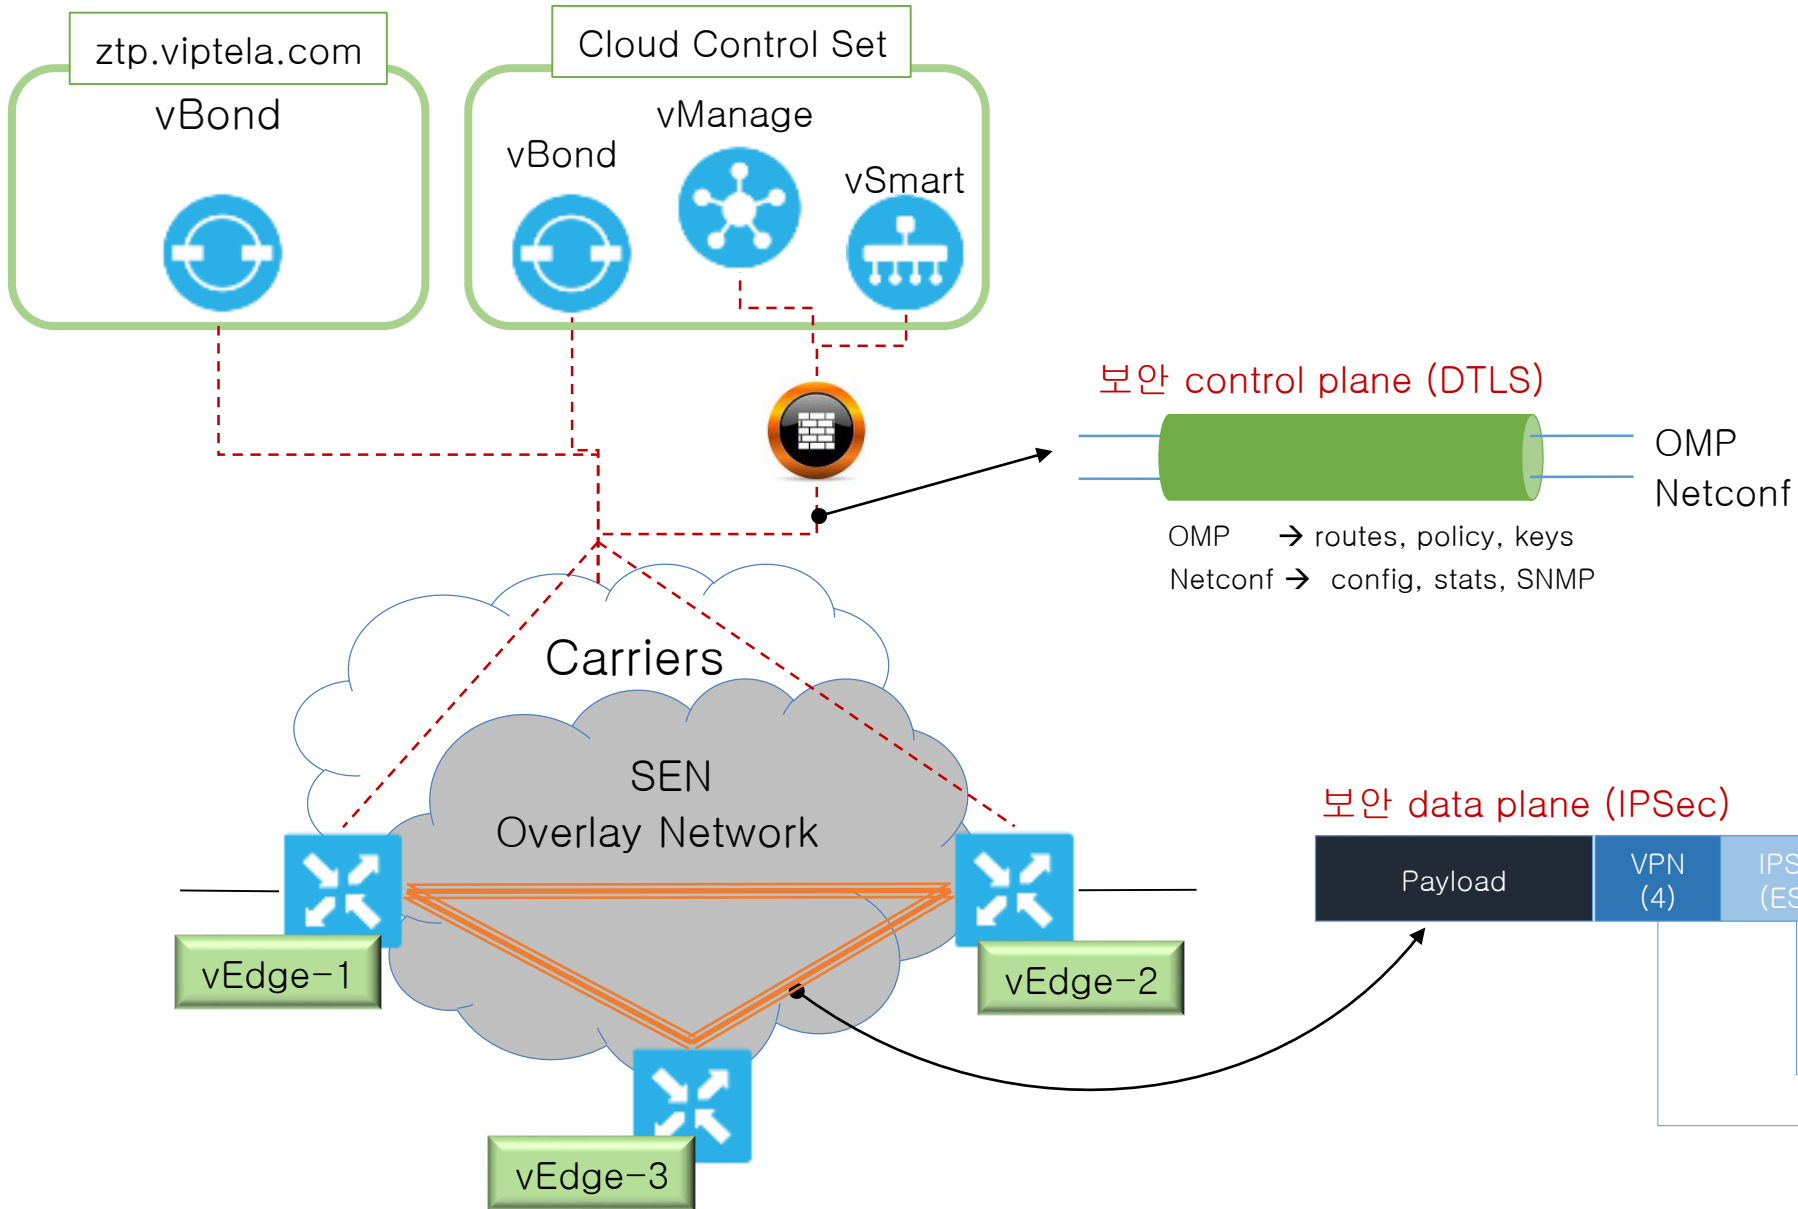 ztp.viptela.com
Cloud Control Set
vBond
vManage
vBond
vSmart
보안 control plane (DTLS)
OMP
Netconf
OMP → routes, policy, keys
Netconf → config, stats, SNMP
Carriers
SEN
Overlay Network
보안 data plane (IPSec)
Payload
VPN
(4)
vEdge-1
vEdge-2
vEdge-3